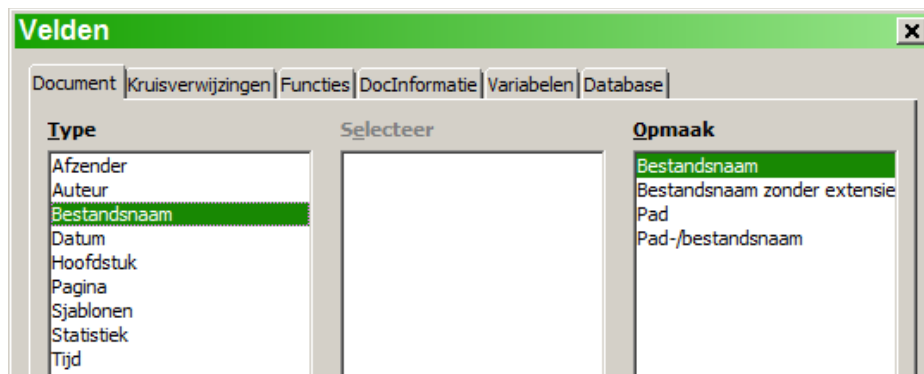 Velden
Document Kruisverwijzingen Functies DocInformatie Variabelen Database
Type
Afzender
Auteur
Bestandsnaam
Datum
Hoofdstuk
Pagina
Sjablonen
Statistiek
Tijd
Selecteer
Opmaak
Bestandsnaam
Bestandsnaam zonder extensie
Pad
Pad-/bestandsnaam